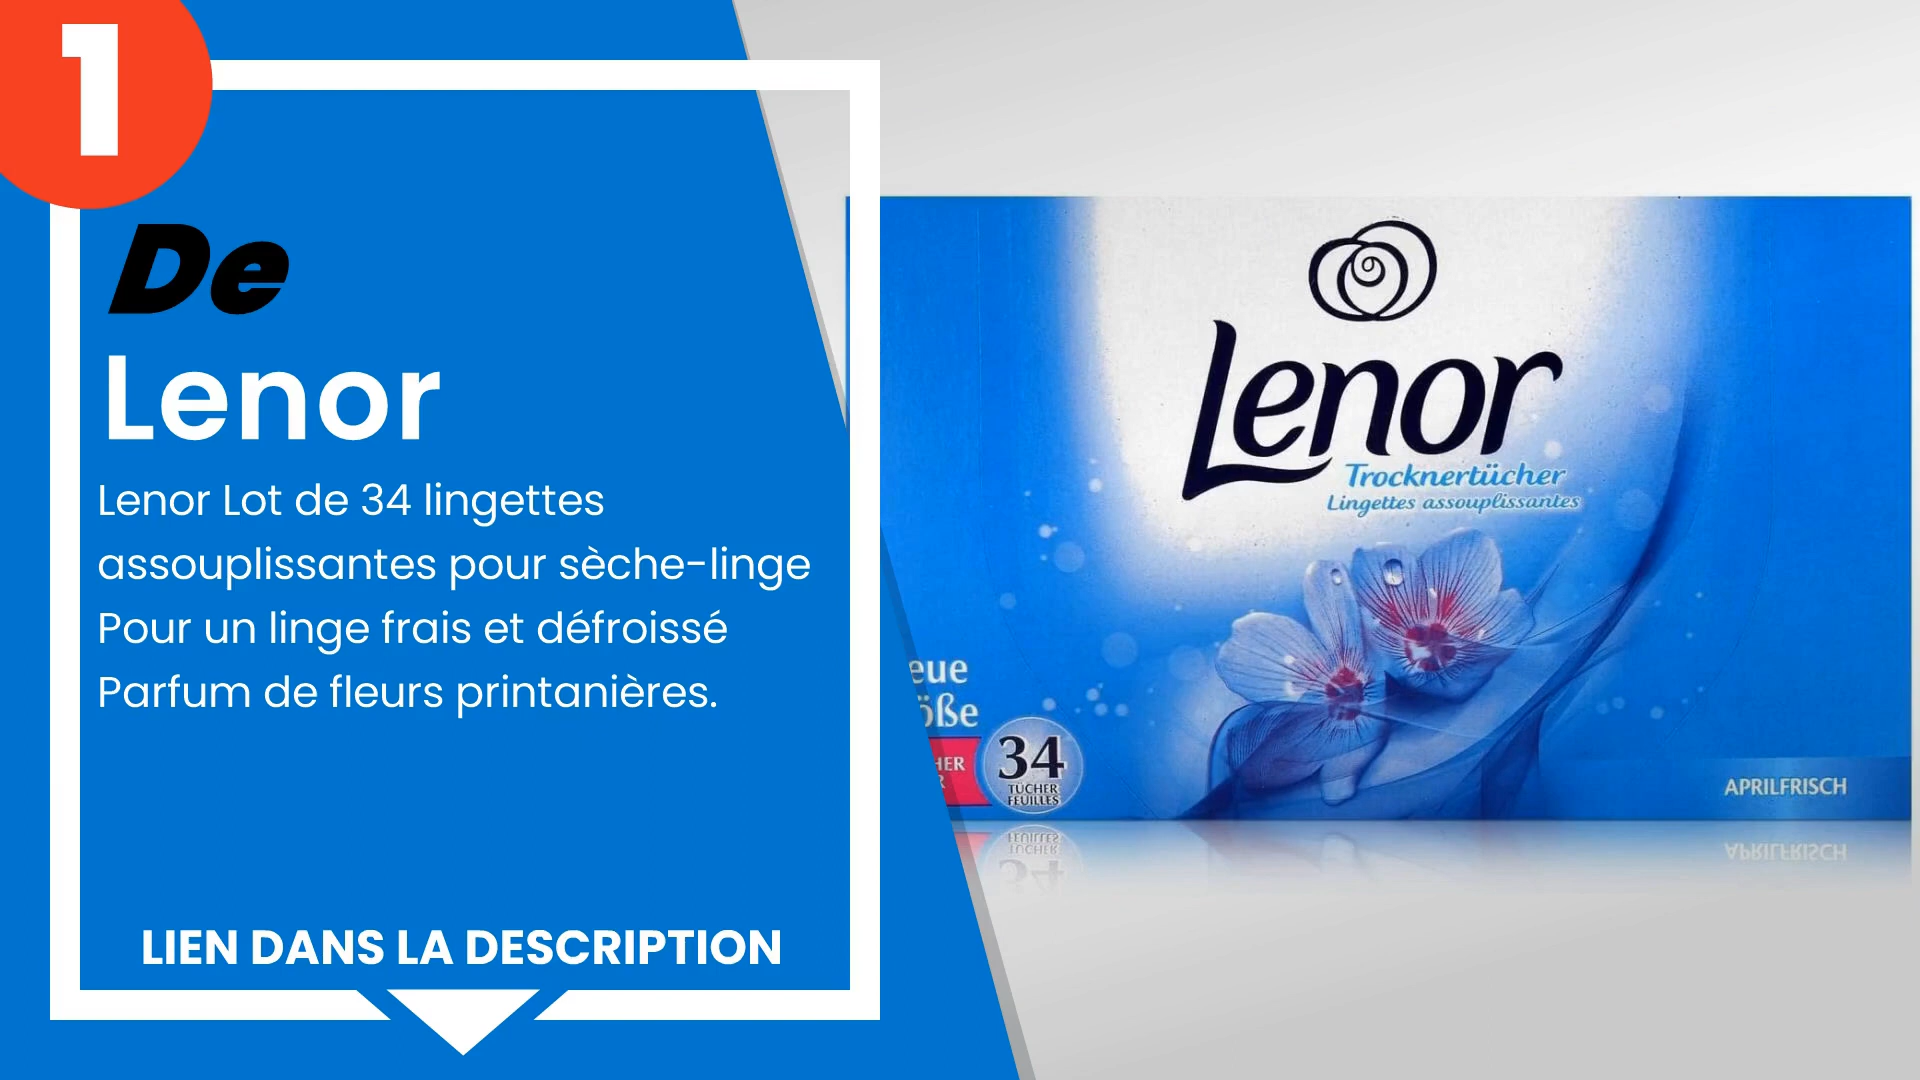 1
De
Lenor
Lenor Lot de 34 lingettes
assouplissantes pour sèche-linge
Pour un linge frais et défroissé
Parfum de fleurs printanières.
LIEN DANS LA DESCRIPTION
Lenor
Trocknertücher
Lingettes assouplissantes
34
TÜCHER
FEUILLES
APRILFRISCH